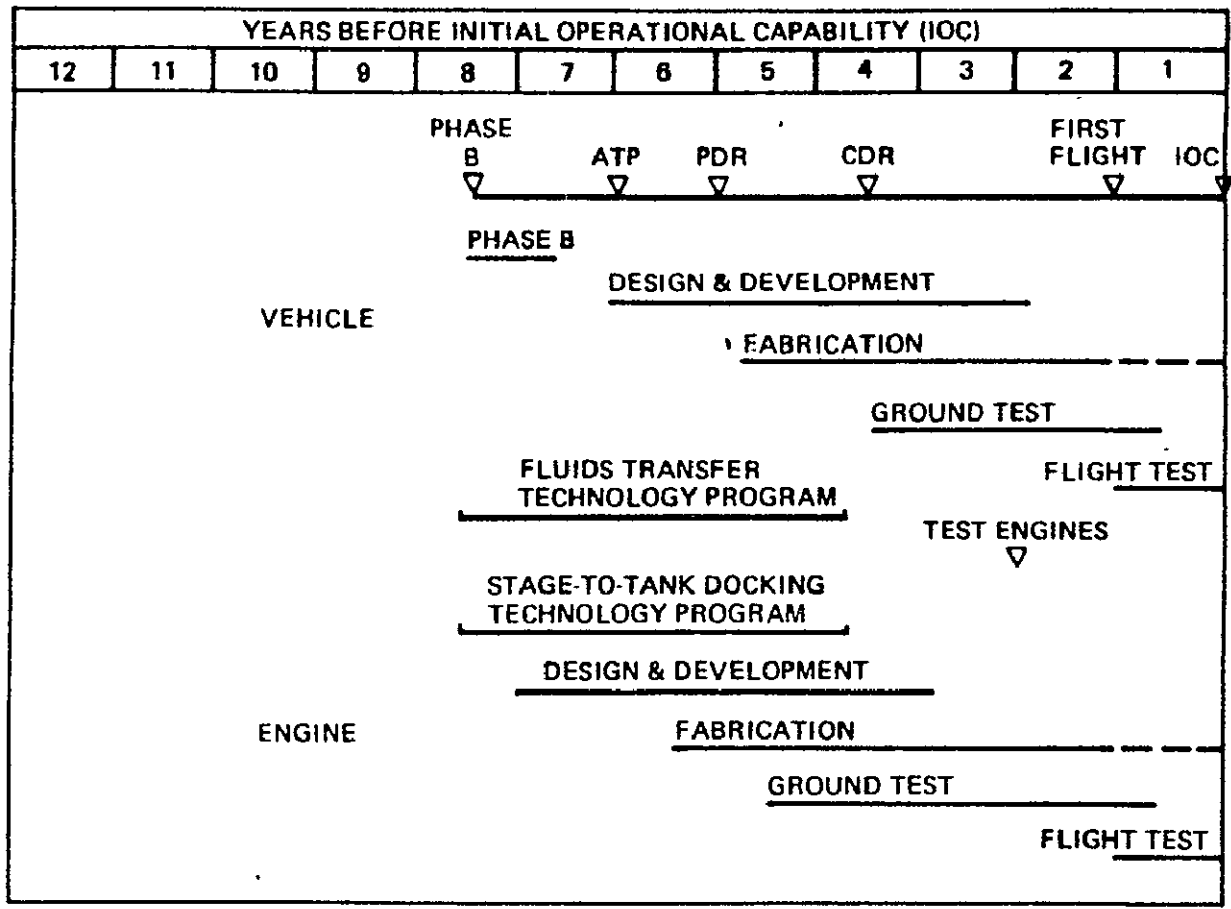 YEARS BEFORE INITIAL OPERATIONAL CAPABILITY (IOC)
12 11 10 9 8 7 6 5 4 3 2 1
PHASE
B
ATP
PDR
CDR
FIRST
FLIGHT
IOC
PHASE B
DESIGN & DEVELOPMENT
VEHICLE
FABRICATION
GROUND TEST
FLUIDS TRANSFER
TECHNOLOGY PROGRAM
FLIGHT TEST
TEST ENGINES
STAGE-TO-TANK DOCKING
TECHNOLOGY PROGRAM
DESIGN & DEVELOPMENT
ENGINE
FABRICATION
GROUND TEST
FLIGHT TEST